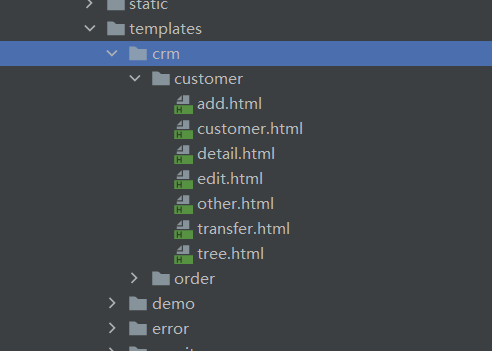 static
templates
crm
customer
add.html
customer.html
detail.html
edit.html
other.html
transfer.html
tree.html
order
demo
error